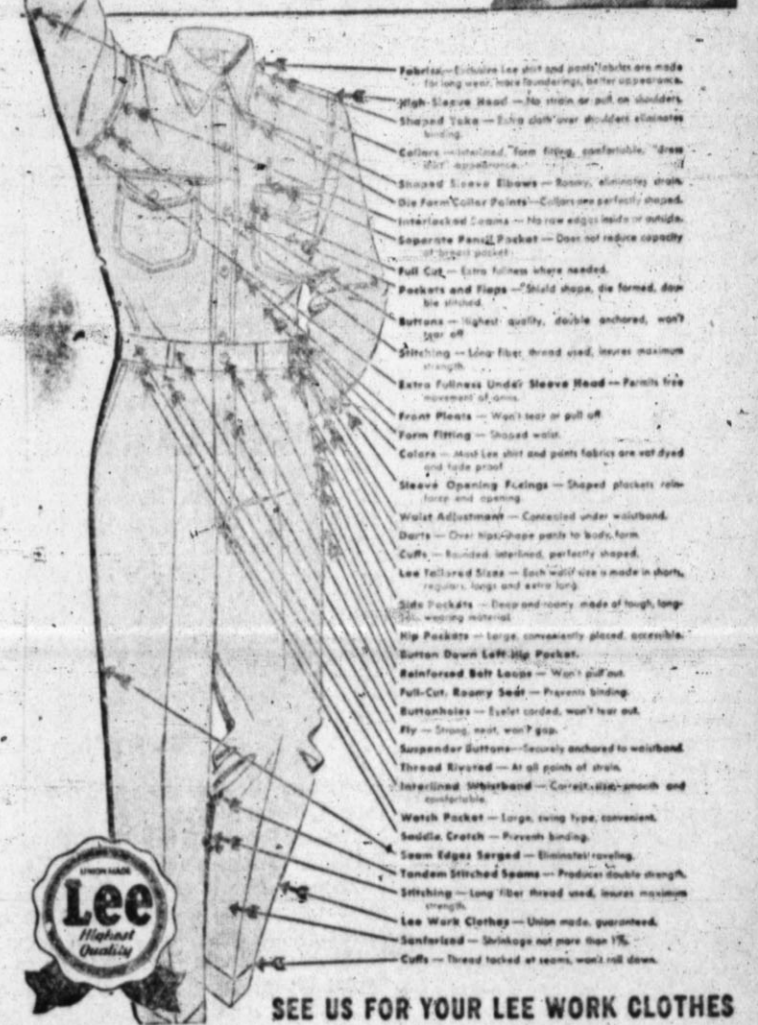 Fabrics — Exclusive Lee shirt and pants fabrics are made
for long wear, more launderings, better appearance.
High Sleeve Head — No strain or pull on shoulders.
Shaped Yoke — Extra cloth over shoulders eliminates
binding.
Collars — Interlined, form fitting, comfortable, "dress
shirt" appearance.
Shaped Sleeve Elbows — Roomy, eliminates strain.
Die Form Collar Points — Collars are perfectly shaped.
Interlocked Seams — No raw edges inside or outside.
Separate Pencil Pocket — Does not reduce capacity
of breast pocket.
Full Cut — Extra fullness where needed.
Pockets and Flaps — Shield shape, die formed, dou-
ble stitched.
Buttons — Highest quality, double anchored, won't
tear off.
Stitching — Long fiber thread used, insures maximum
strength.
Extra Fullness Under Sleeve Head — Permits free
movement of arms.
Front Pleats — Won't tear or pull off.
Form Fitting — Shaped waist.
Colors — Most Lee shirt and pants fabrics are vat dyed
and fade proof.
Sleeve Opening Facings — Shaped plackets rein-
force end opening.
Waist Adjustment — Concealed under waistband.
Darts — Over hips, shape pants to body form.
Cuffs — Rounded, interlined, perfectly shaped.
Lee Tailored Sizes — Each waist size is made in shorts,
regulars, longs and extra long.
Side Pockets — Deep and roomy, made of tough, long-
wearing material.
Hip Pockets — Large, conveniently placed, accessible.
Button Down Left Hip Pocket.
Reinforced Belt Loops — Won't pull out.
Full-Cut, Roomy Seat — Prevents binding.
Buttonholes — Eyelet corded, won't tear out.
Fly — Strong, neat, won't gap.
Suspender Buttons — Securely anchored to waistband.
Thread Riveted — At all points of strain.
Interlined Waistband — Correct size, smooth and
comfortable.
Watch Pocket — Large, swing type, convenient.
Saddle Crotch — Prevents binding.
Seam Edges Serged — Eliminates raveling.
Tandem Stitched Seams — Produces double strength.
Stitching — Long fiber thread used, insures maximum
strength.
Lee Work Clothes — Union made, guaranteed.
Sanforized — Shrinkage not more than 1%.
Cuffs — Thread tacked at seams, won't roll down.
UNION MADE
Lee
Highest
Quality
SEE US FOR YOUR LEE WORK CLOTHES